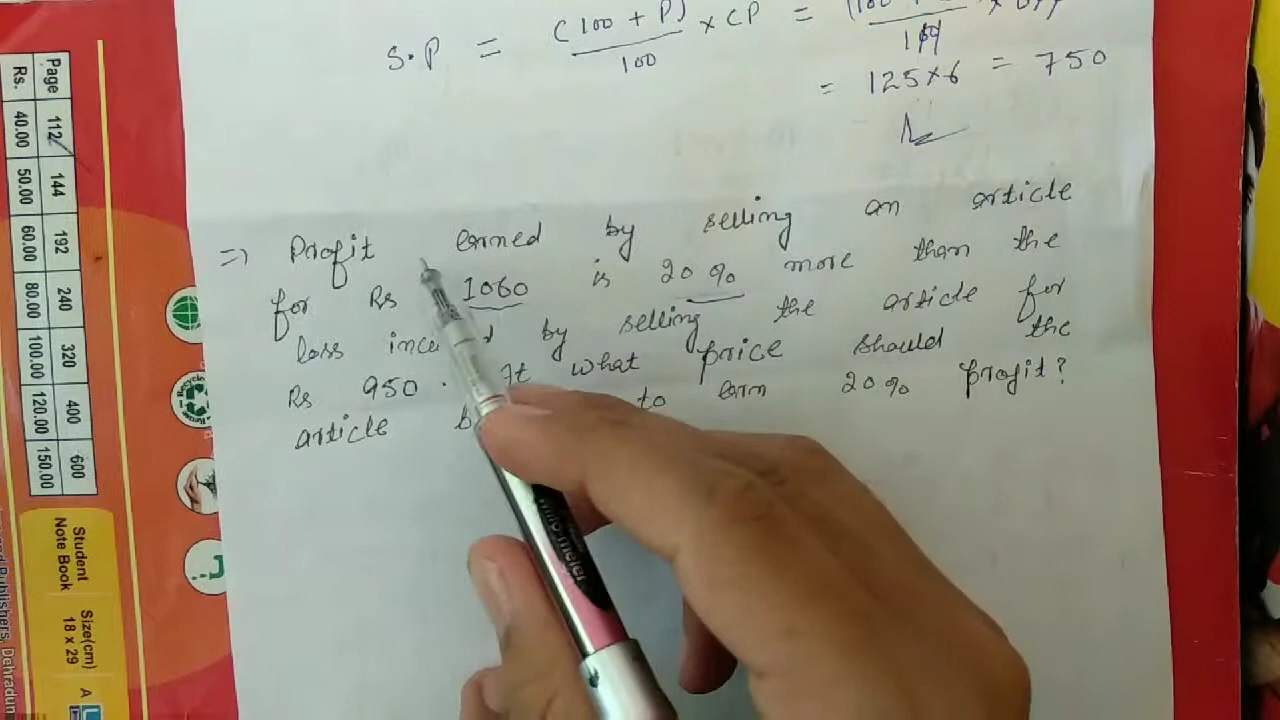 S.P = (100 + P) / 100 × CP =
= 125×6 = 750
⇒ Profit earned by selling an article
for Rs 1060 is 20% more than the
loss by selling the article for
Rs 950. At what price should the
article to earn 20% profit?
Page 112 144 192 240 320 400 600
Rs. 40.00 50.00 60.00 80.00 100.00 120.00 150.00
Student
Note Book
Size(cm)
18 x 29
A
Publishers, Dehradun